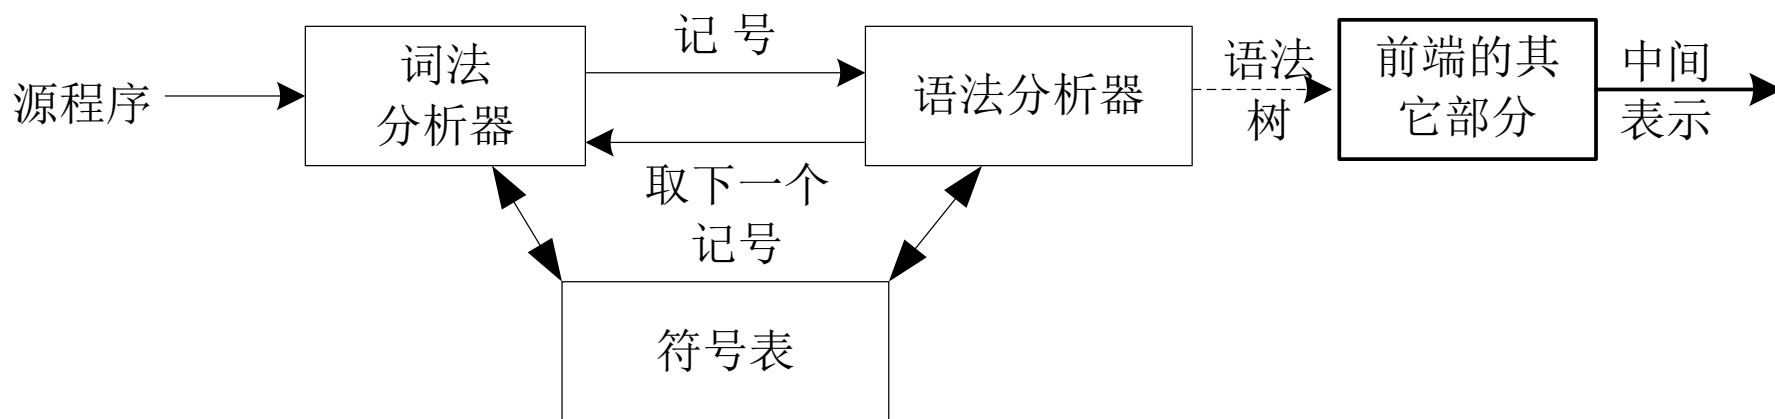 源程序
词法
分析器
记 号
取下一个
记号
语法分析器
符号表
语法
树
前端的其
它部分
中间
表示